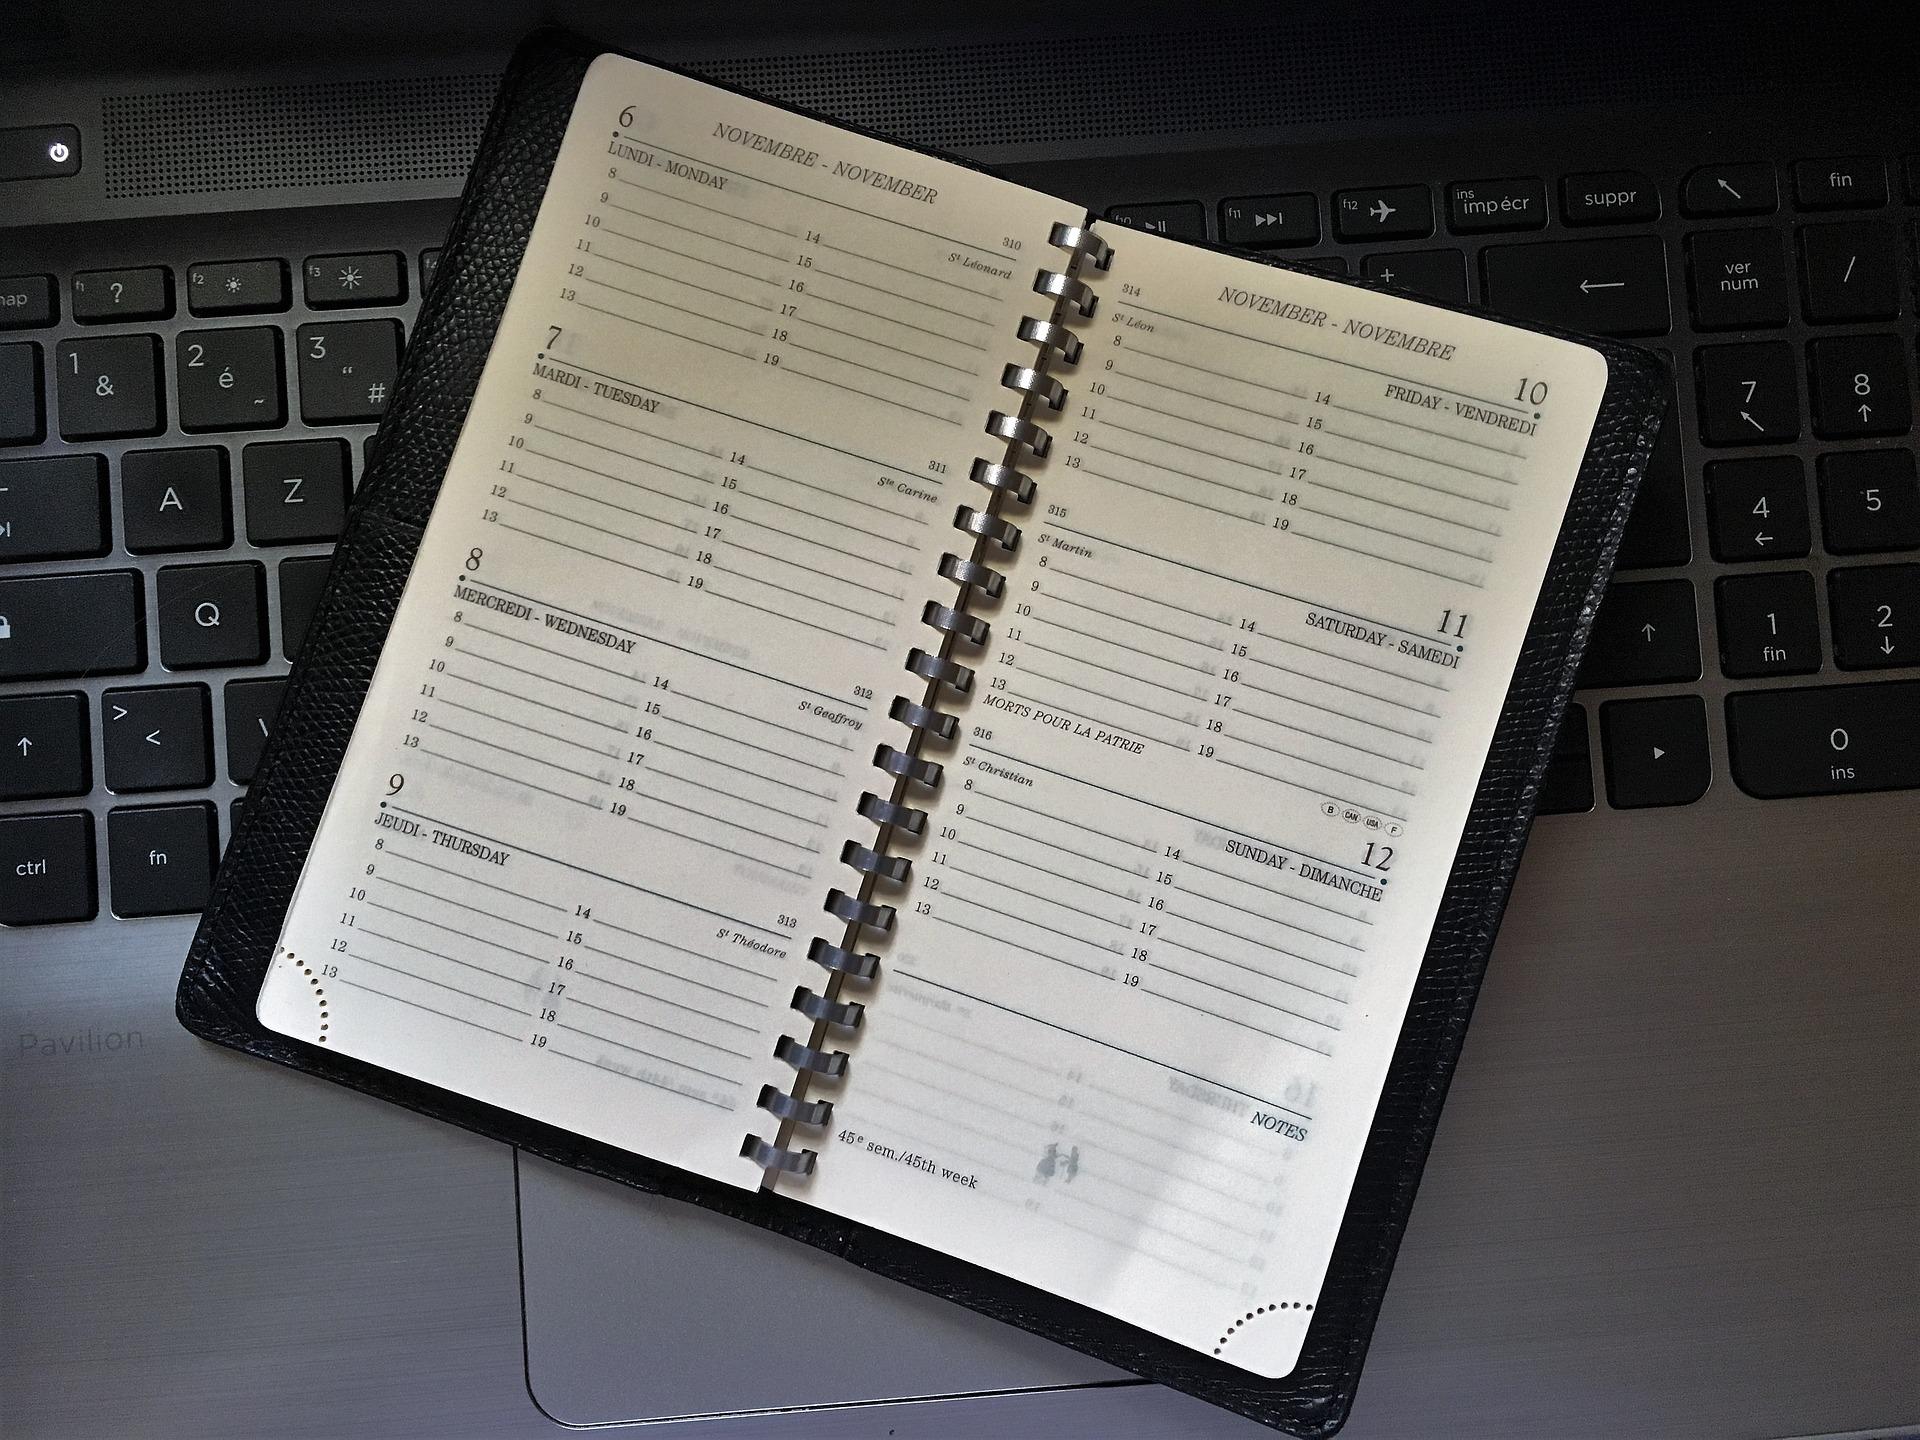 6
NOVEMBRE - NOVEMBER
LUNDI - MONDAY
310
St Léonard
8
9
10
11
12
13
14
15
16
17
18
19
7
MARDI - TUESDAY
311
Ste Carine
8
9
10
11
12
13
14
15
16
17
18
19
8
MERCREDI - WEDNESDAY
312
St Geoffroy
8
9
10
11
12
13
14
15
16
17
18
19
9
JEUDI - THURSDAY
313
St Théodore
8
9
10
11
12
13
14
15
16
17
18
19
NOVEMBER - NOVEMBRE
314
St Léon
10
FRIDAY - VENDREDI
8
9
10
11
12
13
14
15
16
17
18
19
315
St Martin
11
SATURDAY - SAMEDI
8
9
10
11
12
13
14
15
16
17
18
19
MORTS POUR LA PATRIE
B CAN USA F
316
St Christian
12
SUNDAY - DIMANCHE
8
9
10
11
12
13
14
15
16
17
18
19
NOTES
45e sem./45th week
f1 ?
f2
f3
f10
f11
f12
ins
impécr
suppr
fin
1 &
2 é ~
3 " #
+
ver
num
/
A
Z
7
8
4
5
Q
1
fin
2
> <
0
ins
ctrl
fn
Pavilion